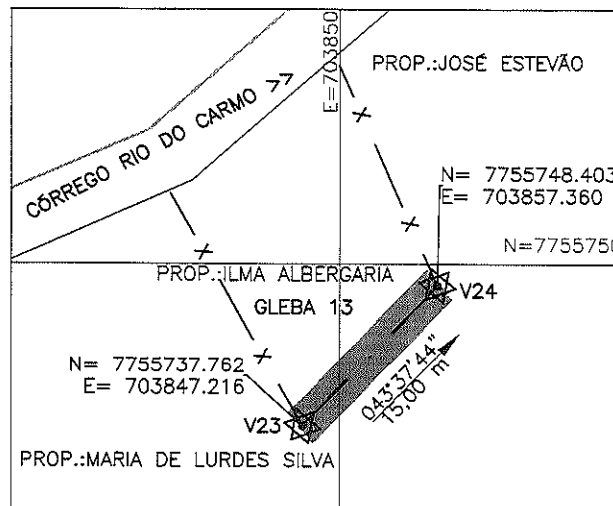 E=703850
PROP.:JOSÉ ESTEVÃO
CÓRREGO RIO DO CARMO >>
N= 7755748.403
E= 703857.360
N=7755750
PROP.:ILMA ALBERGARIA
GLEBA 13
V24
N= 7755737.762
E= 703847.216
043°37'44"
15,00 m
V23
PROP.:MARIA DE LURDES SILVA